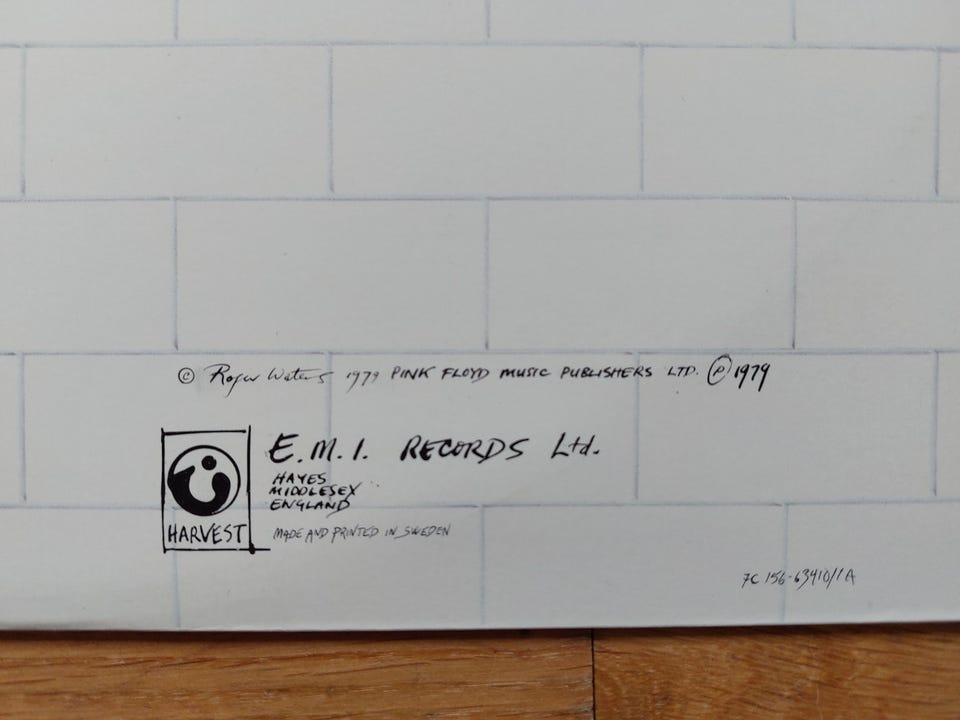 © Roger Waters 1979 PINK FLOYD MUSIC PUBLISHERS LTD. ℗ 1979
E.M.I. RECORDS Ltd.
HAYES
MIDDLESEX
ENGLAND
HARVEST
MADE AND PRINTED IN SWEDEN
7C 156-63410/1 A